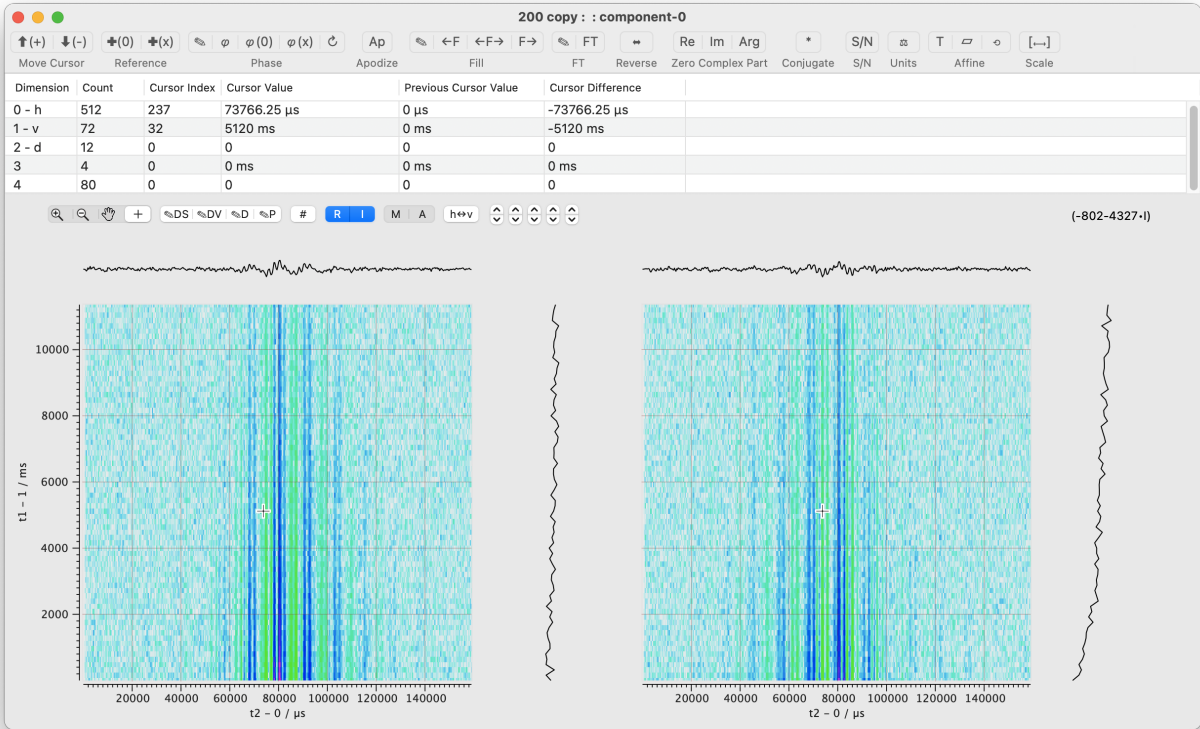 200 copy :  : component-0
⬆(+) ⬇(-) ✚(0) ✚(x) ✎ φ φ(0) φ(x) ↻ Ap ✎ ←F ←F→ F→ ✎ FT ⬌ Re Im Arg * S/N ⚖ T ▱ ⟲ [↔]
Move Cursor Reference Phase Apodize Fill FT Reverse Zero Complex Part Conjugate S/N Units Affine Scale
Dimension Count Cursor Index Cursor Value Previous Cursor Value Cursor Difference
0 - h 512 237 73766.25 µs 0 µs -73766.25 µs
1 - v 72 32 5120 ms 0 ms -5120 ms
2 - d 12 0 0 0 0
3 4 0 0 ms 0 ms 0 ms
4 80 0 0 0 0
+ ✎DS ✎DV ✎D ✎P # R I M A h↔v (-802-4327•I)
10000
8000
6000
4000
2000
t1 - 1 / ms
20000 40000 60000 80000 100000 120000 140000
t2 - 0 / µs
20000 40000 60000 80000 100000 120000 140000
t2 - 0 / µs